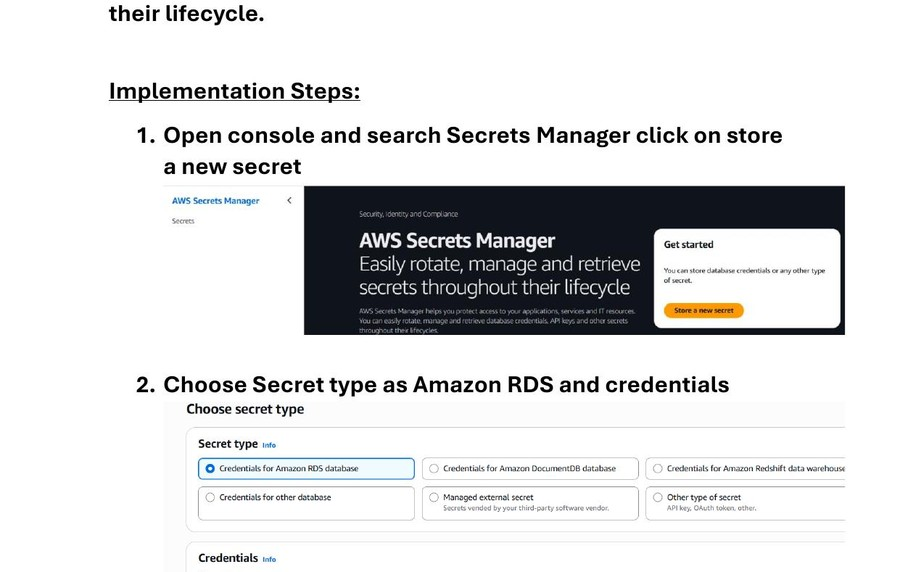 their lifecycle.
Implementation Steps:
1. Open console and search Secrets Manager click on store
a new secret
AWS Secrets Manager
Secrets
Security, Identity and Compliance
AWS Secrets Manager
Easily rotate, manage and retrieve
secrets throughout their lifecycle
AWS Secrets Manager helps you protect access to your applications, services and IT resources.
You can easily rotate, manage and retrieve database credentials, API keys and other secrets
throughout their lifecycles.
Get started
You can store database credentials or any other type
of secret.
Store a new secret
2. Choose Secret type as Amazon RDS and credentials
Choose secret type
Secret type Info
Credentials for Amazon RDS database
Credentials for Amazon DocumentDB database
Credentials for Amazon Redshift data warehouse
Credentials for other database
Managed external secret
Secrets vended by your third-party software vendor.
Other type of secret
API key, OAuth token, other.
Credentials Info